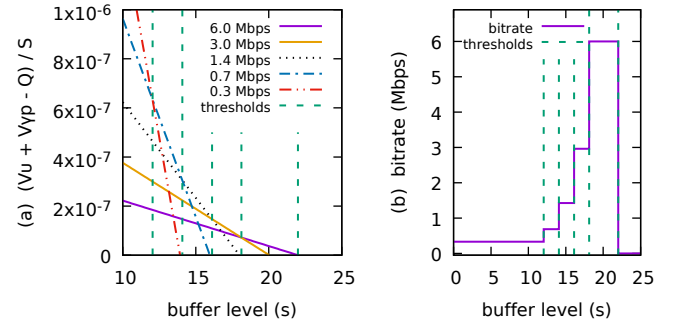 1x10⁻⁶
8x10⁻⁷
6x10⁻⁷
4x10⁻⁷
2x10⁻⁷
0
10 15 20 25
(a) (Vu + Vγp - Q) / S
buffer level (s)
6.0 Mbps
3.0 Mbps
1.4 Mbps
0.7 Mbps
0.3 Mbps
thresholds
6
5
4
3
2
1
0
0 5 10 15 20 25
(b) bitrate (Mbps)
buffer level (s)
bitrate
thresholds